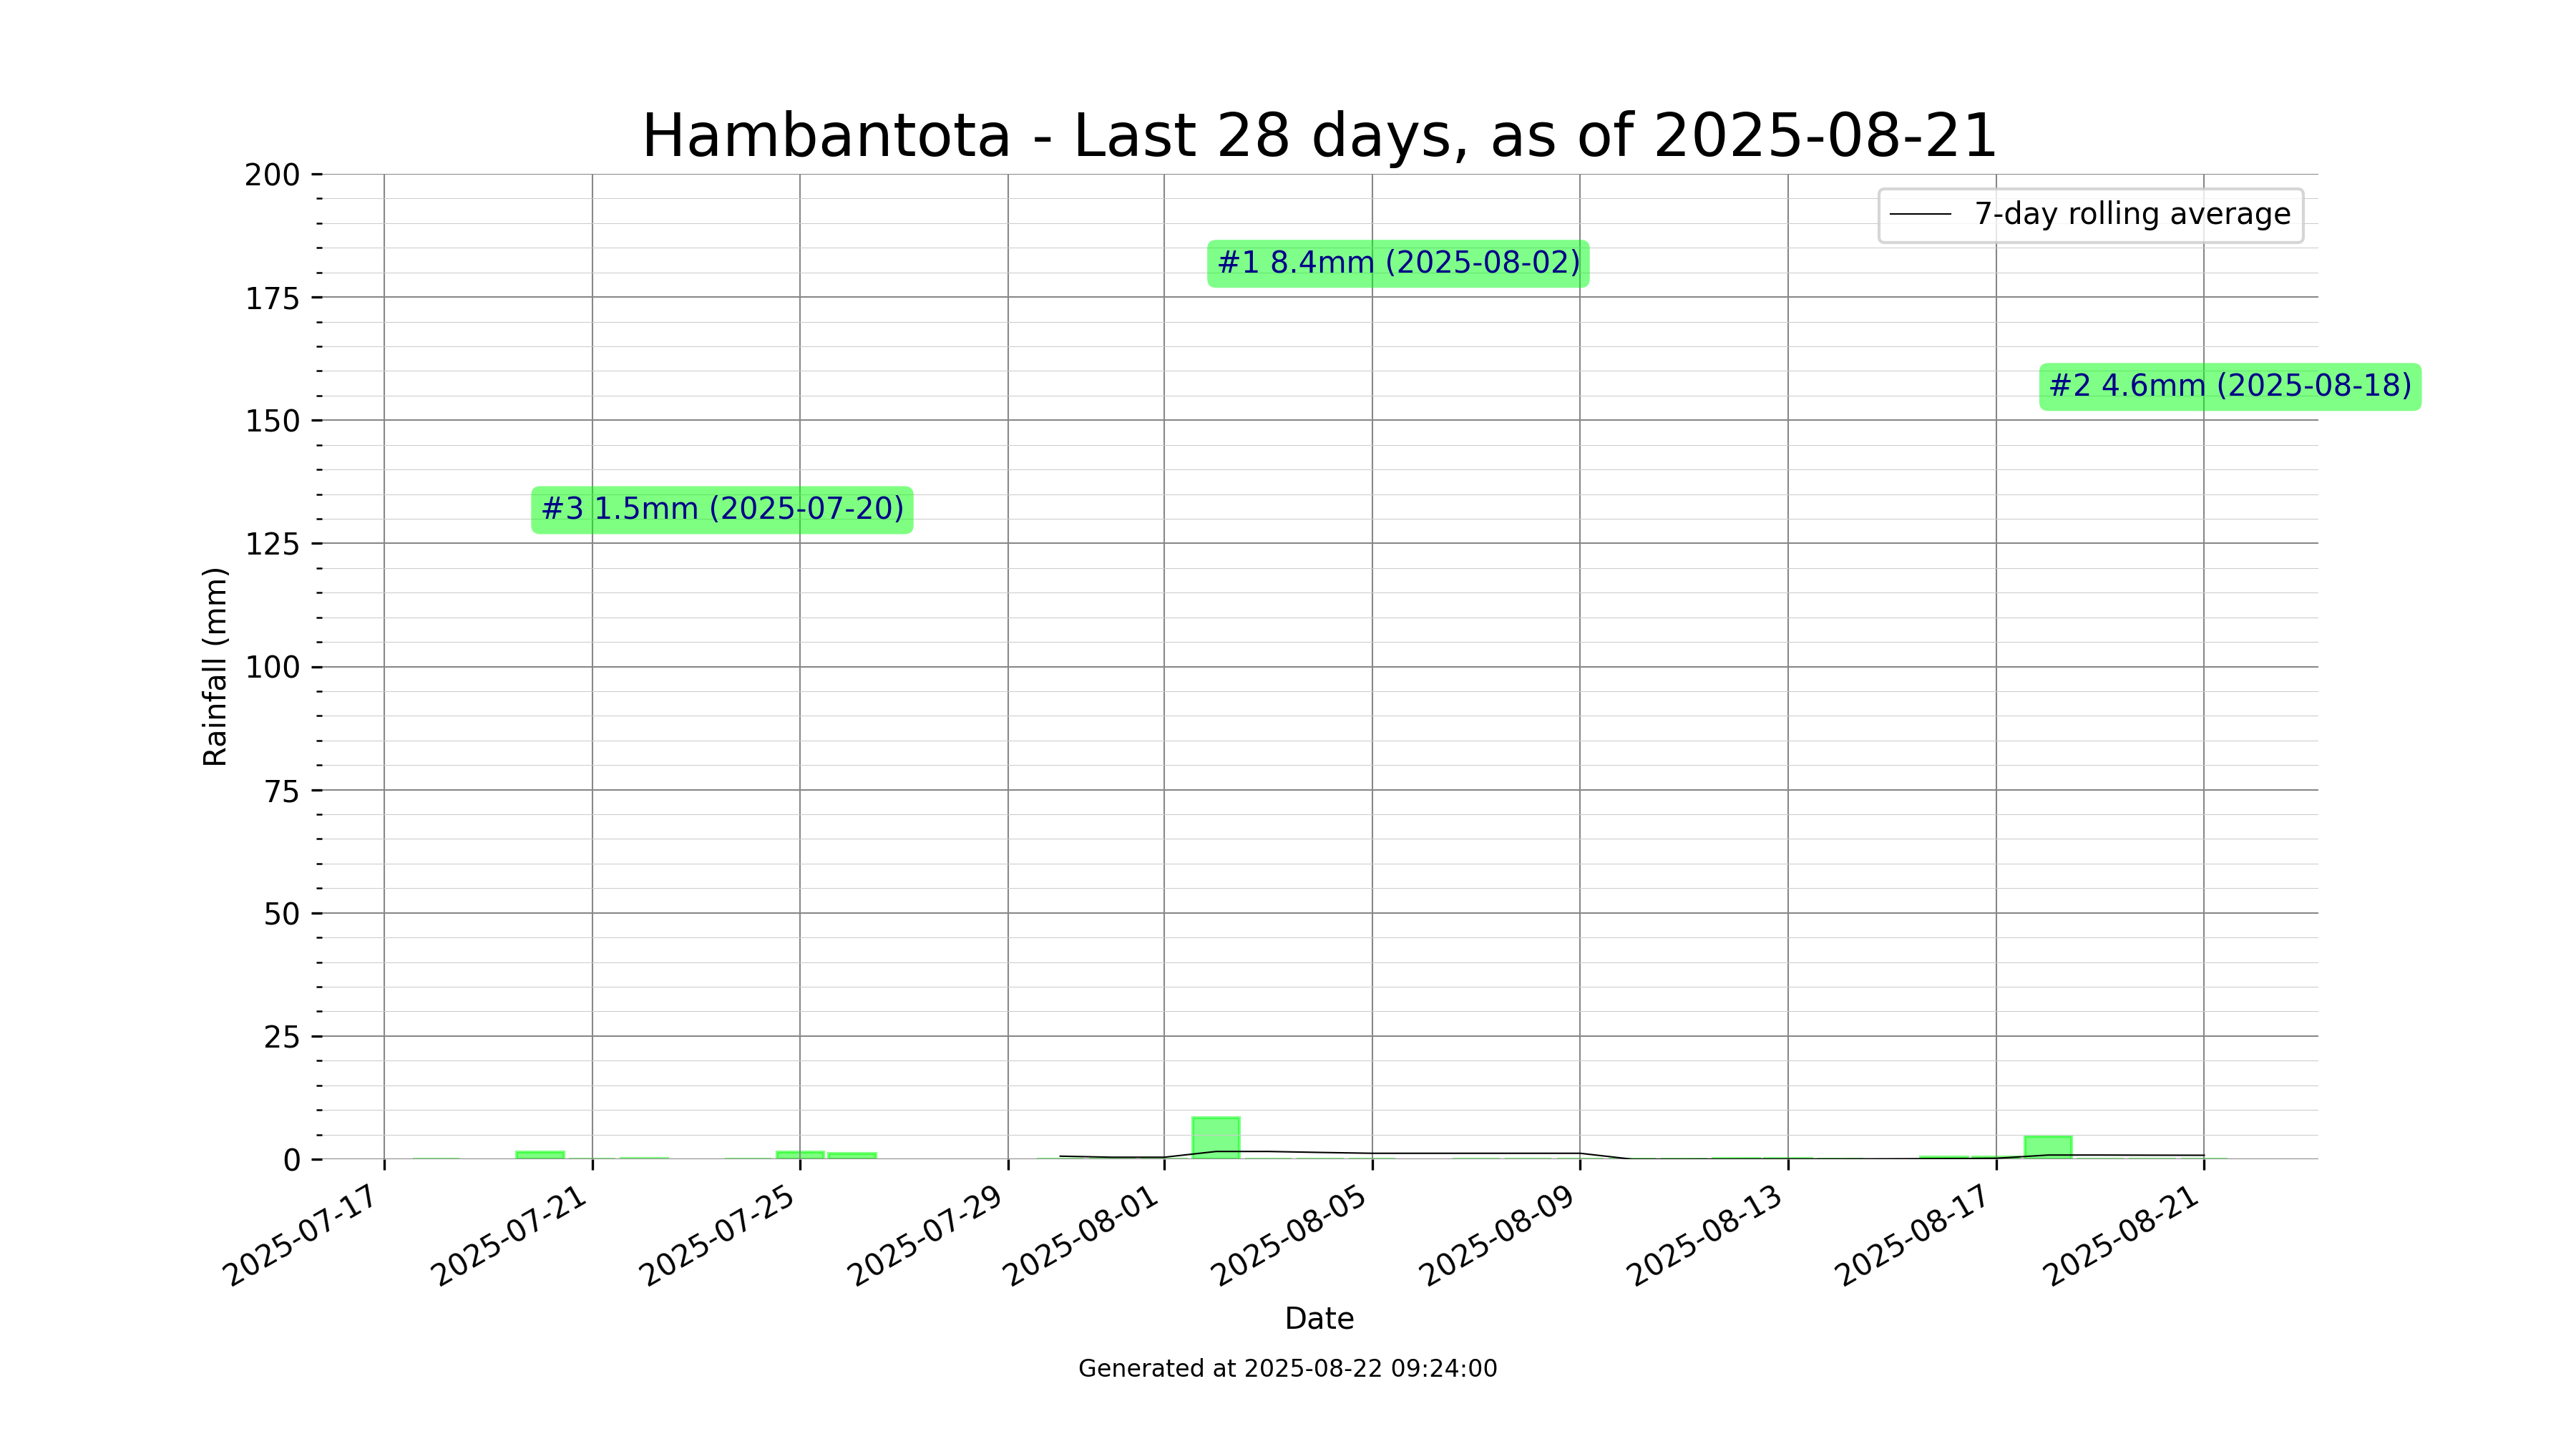 Hambantota - Last 28 days, as of 2025-08-21
200
175
150
125
100
75
50
25
0
Rainfall (mm)
7-day rolling average
#1 8.4mm (2025-08-02)
#2 4.6mm (2025-08-18)
#3 1.5mm (2025-07-20)
2025-07-17
2025-07-21
2025-07-25
2025-07-29
2025-08-01
2025-08-05
2025-08-09
2025-08-13
2025-08-17
2025-08-21
Date
Generated at 2025-08-22 09:24:00